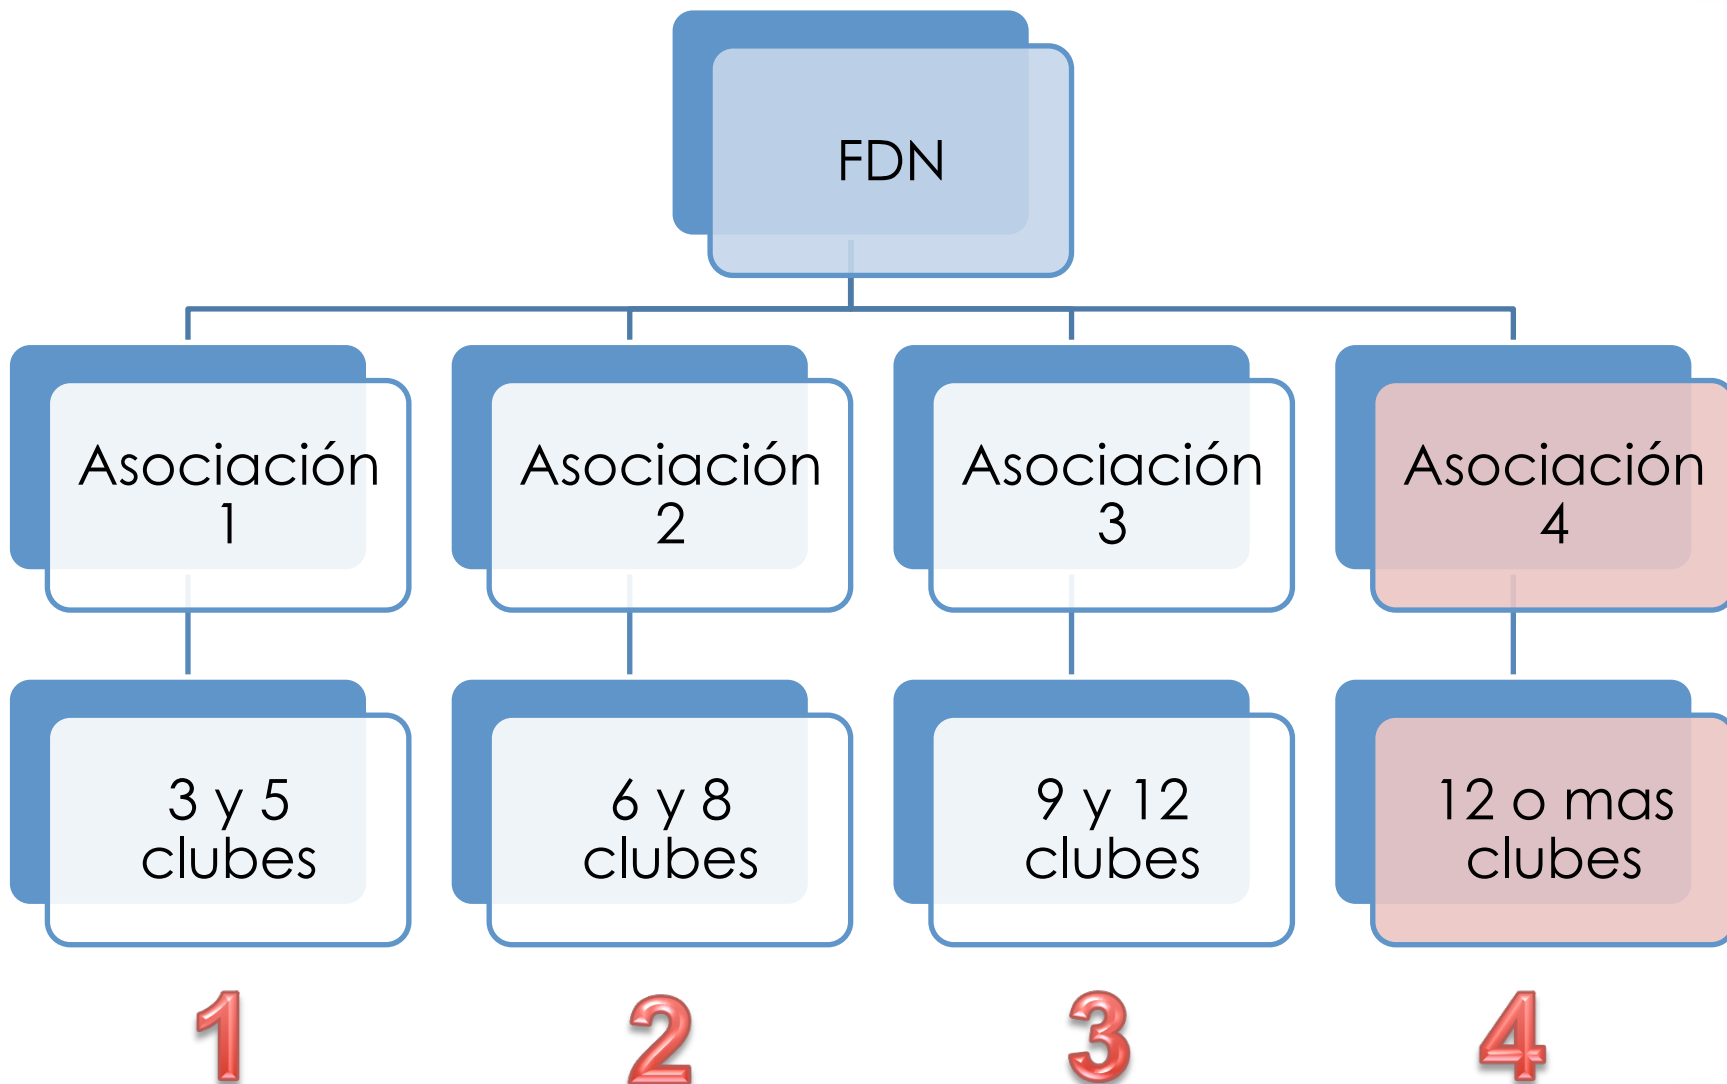 FDN
Asociación
1
Asociación
2
Asociación
3
Asociación
4
3 y 5
clubes
6 y 8
clubes
9 y 12
clubes
12 o mas
clubes
1
2
3
4